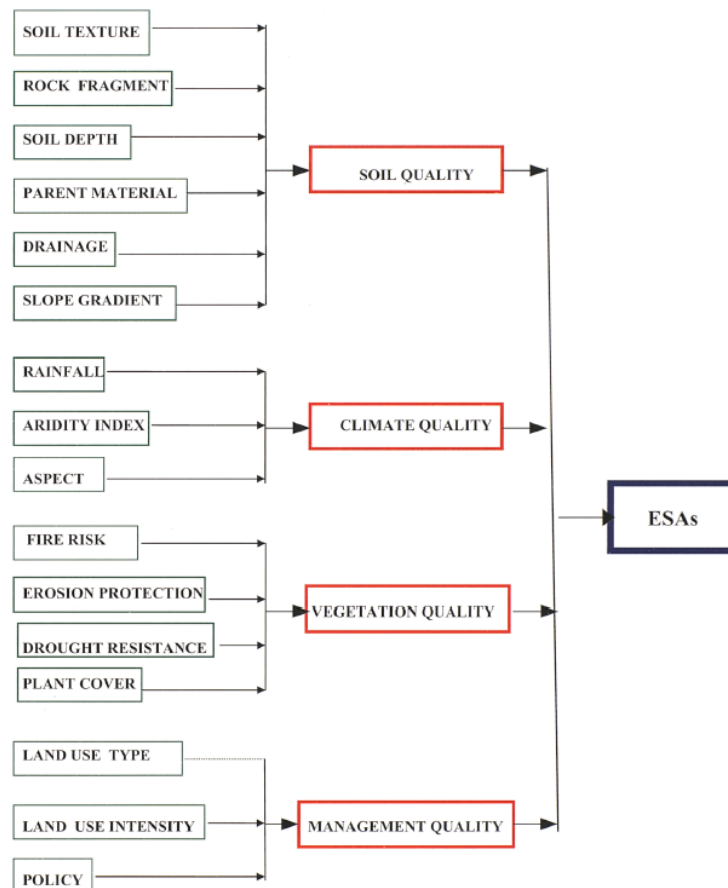 SOIL TEXTURE
ROCK FRAGMENT
SOIL DEPTH
PARENT MATERIAL
DRAINAGE
SLOPE GRADIENT
SOIL QUALITY
RAINFALL
ARIDITY INDEX
ASPECT
CLIMATE QUALITY
FIRE RISK
EROSION PROTECTION
DROUGHT RESISTANCE
PLANT COVER
VEGETATION QUALITY
LAND USE TYPE
LAND USE INTENSITY
POLICY
MANAGEMENT QUALITY
ESAs